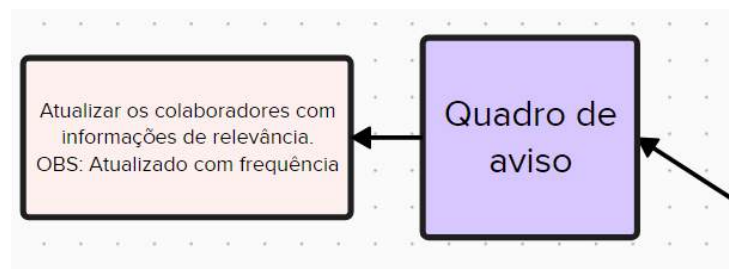 Atualizar os colaboradores com
informações de relevância.
OBS: Atualizado com frequência
Quadro de
aviso